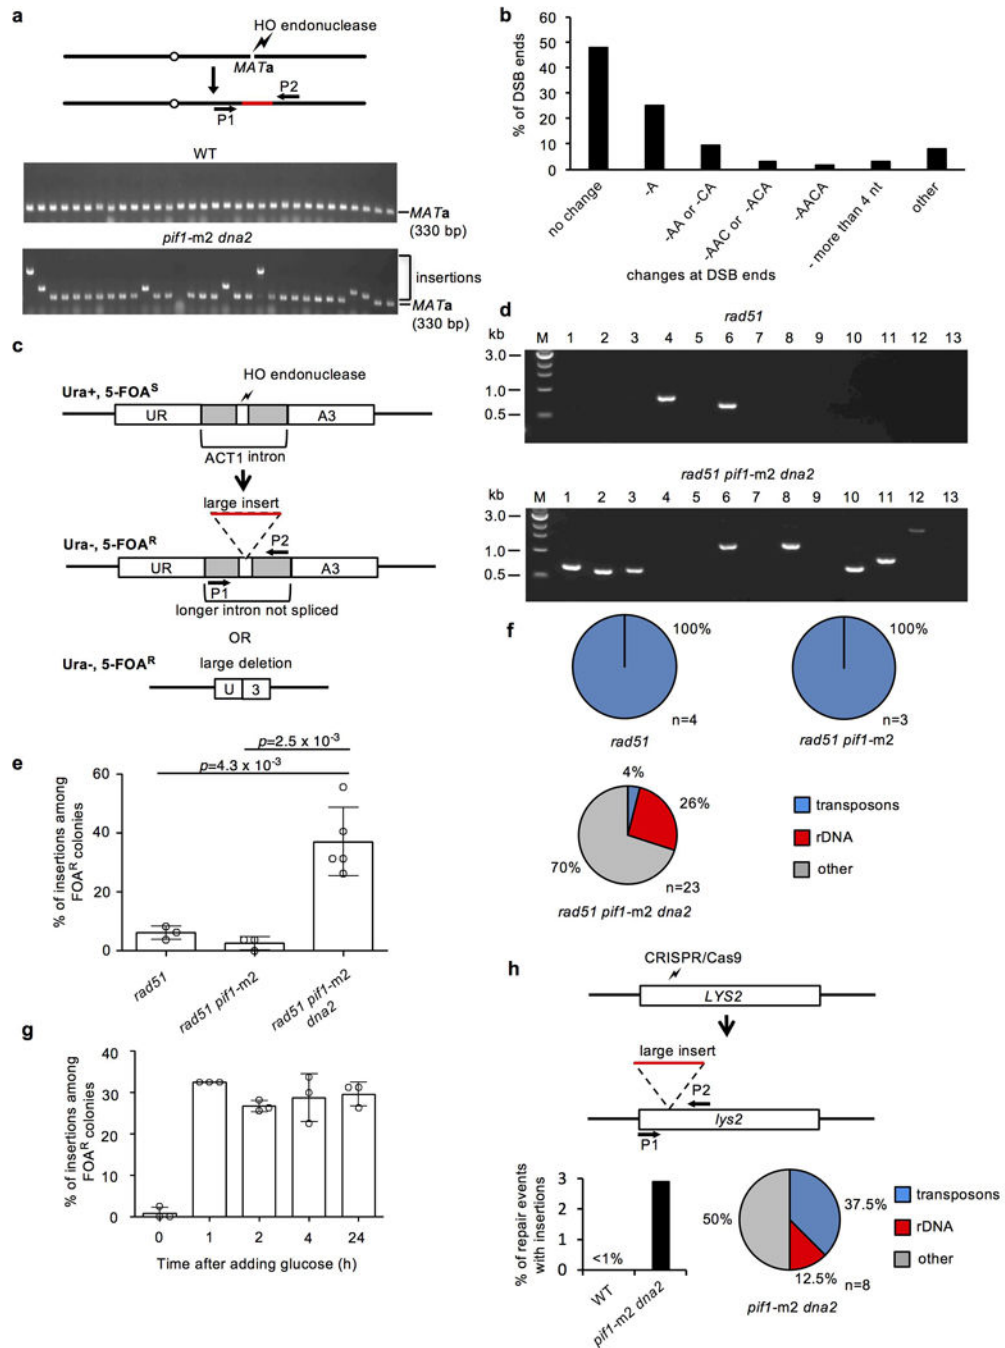 a
HO endonuclease
MATa
P2
P1
WT
MATa
(330 bp)
pif1-m2 dna2
insertions
MATa
(330 bp)
b
% of DSB ends
60
50
40
30
20
10
0
no change
-A
-AA or -CA
-AAC or -ACA
-AACA
- more than 4 nt
other
changes at DSB ends
c
HO endonuclease
Ura+, 5-FOAS
UR A3
ACT1 intron
large insert
P2
Ura-, 5-FOAR
UR A3
P1
longer intron not spliced
OR
Ura-, 5-FOAR
large deletion
U 3
d
rad51
kb M 1 2 3 4 5 6 7 8 9 10 11 12 13
3.0
1.0
0.5
rad51 pif1-m2 dna2
kb M 1 2 3 4 5 6 7 8 9 10 11 12 13
3.0
1.0
0.5
e
p=2.5 x 10-3
p=4.3 x 10-3
% of insertions among
FOAR colonies
60
40
20
0
rad51
rad51 pif1-m2
rad51 pif1-m2
dna2
f
100%
n=4
rad51
100%
n=3
rad51 pif1-m2
4%
26%
70%
n=23
rad51 pif1-m2 dna2
transposons
rDNA
other
g
% of insertions among
FOAR colonies
40
30
20
10
0
0 1 2 4 24
Time after adding glucose (h)
h
CRISPR/Cas9
LYS2
large insert
P2
lys2
P1
% of repair events
with insertions
3
2
1
0
<1%
WT
pif1-m2 dna2
50%
37.5%
12.5%
n=8
pif1-m2 dna2
transposons
rDNA
other